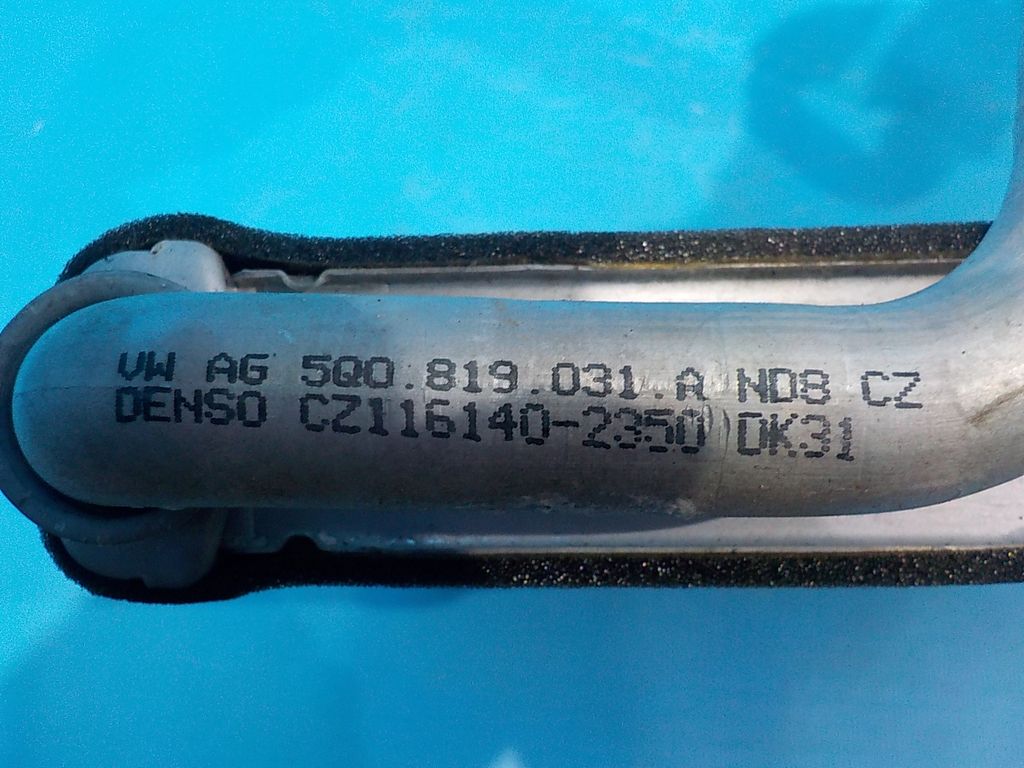 VW AG 5Q0.819.031.A ND8 CZ
DENSO CZ116140-2350 DK31